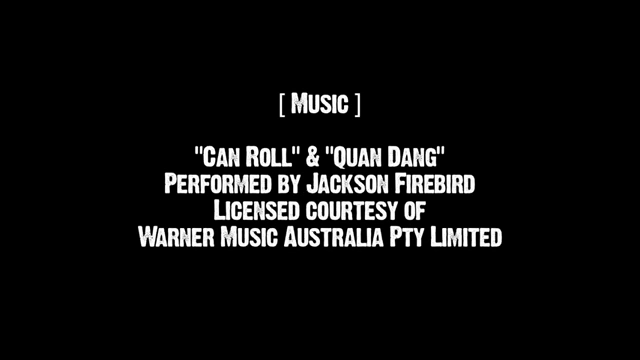 [ Music ]
"Can Roll" & "Quan Dang"
Performed by Jackson Firebird
Licensed courtesy of
Warner Music Australia Pty Limited